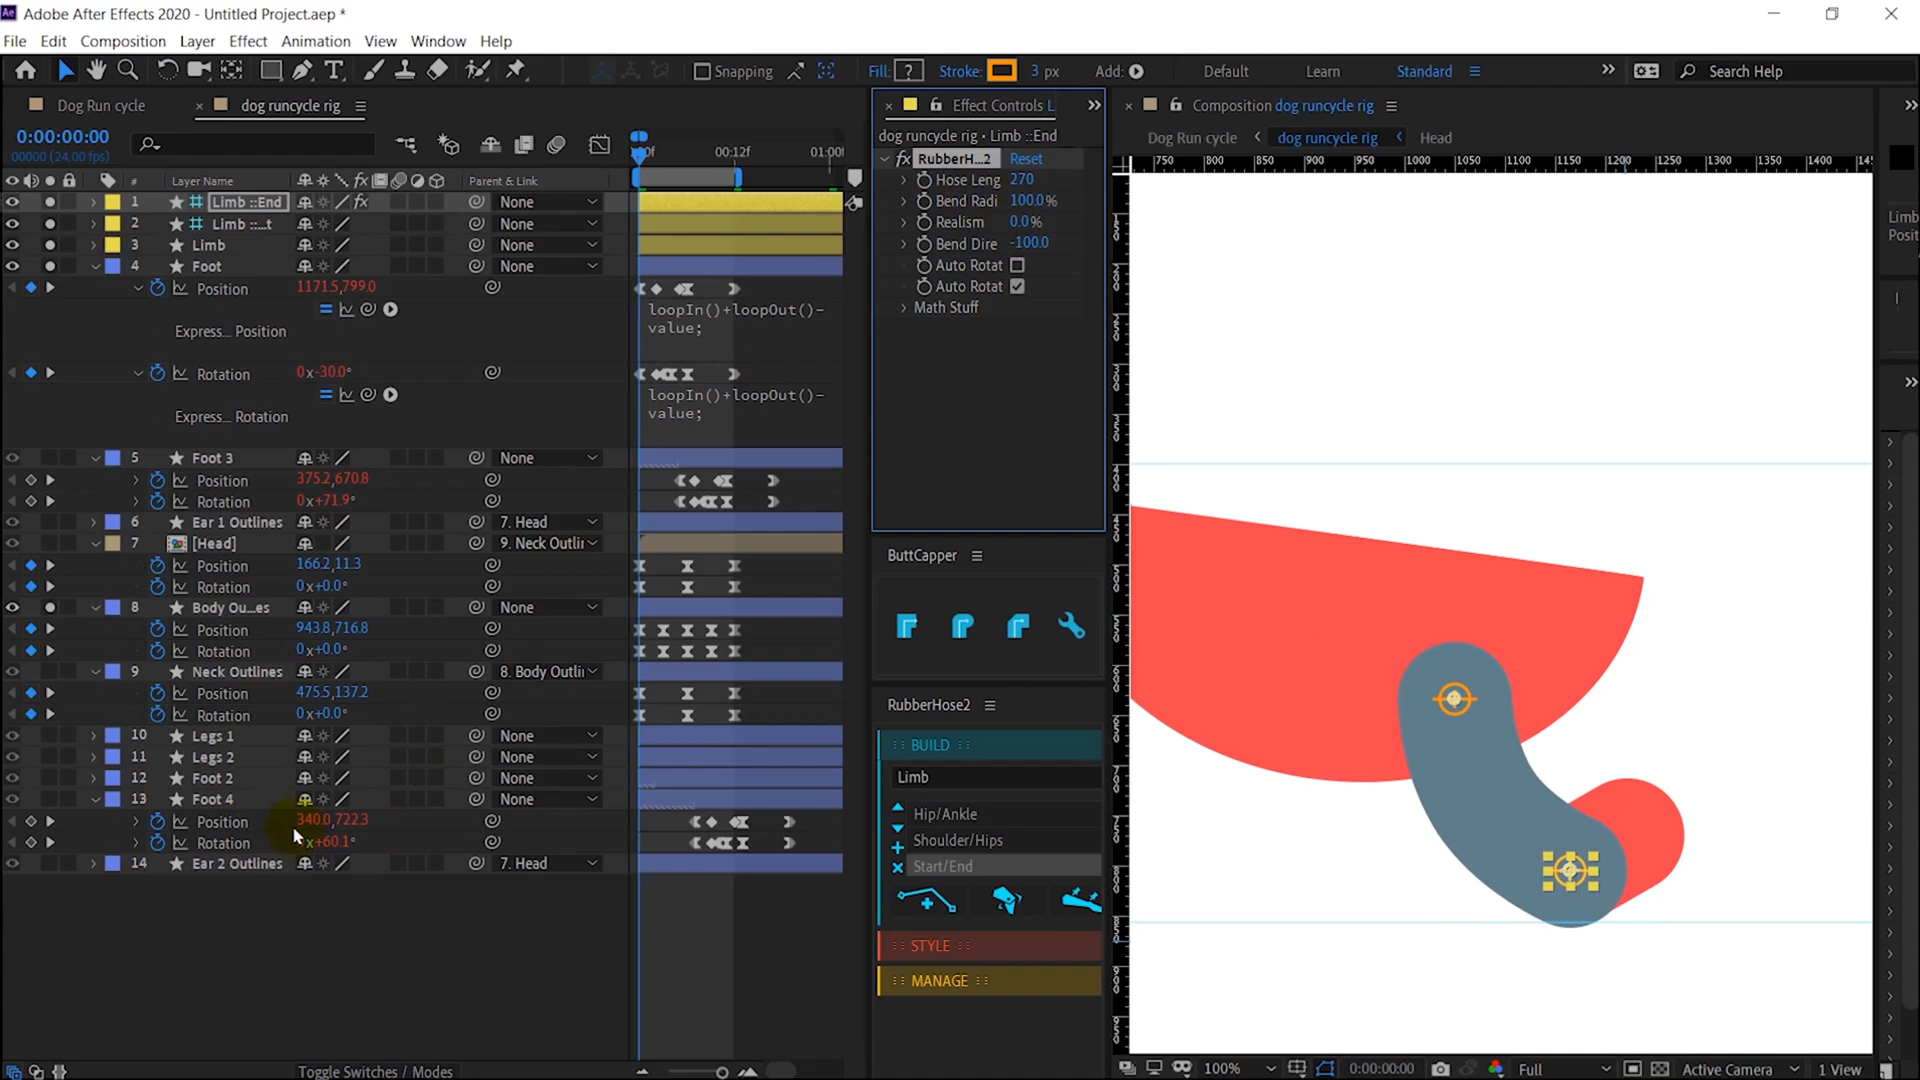 Ae Adobe After Effects 2020 - Untitled Project.aep *
File Edit Composition Layer Effect Animation View Window Help
Snapping Fill: ? Stroke: 3 px Add: Default Learn Standard Search Help
Dog Run cycle × dog runcycle rig
× Effect Controls L
× Composition dog runcycle rig
0:00:00:00
00000 (24.00 fps)
00:12f 01:00f
dog runcycle rig • Limb ::End
Dog Run cycle dog runcycle rig Head
# Layer Name Parent & Link
fx RubberH...2 Reset
750 800 850 900 950 1000 1050 1100 1150 1200 1250 1300 1350 1400
Hose Leng 270
Bend Radi 100.0%
Realism 0.0%
Bend Dire -100.0
Auto Rotat
Auto Rotat
Math Stuff
1 Limb ::End fx None
2 Limb ::...t None
3 Limb None
4 Foot None
Position 1171.5,799.0
loopIn()+loopOut()-
value;
Express... Position
Rotation 0x-30.0°
loopIn()+loopOut()-
value;
Express... Rotation
5 Foot 3 None
Position 375.2,670.8
Rotation 0x+71.9°
6 Ear 1 Outlines 7. Head
7 [Head] 9. Neck Outlin
Position 166.2,11.3
Rotation 0x+0.0°
8 Body Ou...es None
Position 943.8,716.8
Rotation 0x+0.0°
9 Neck Outlines 8. Body Outlin
Position 475.5,137.2
Rotation 0x+0.0°
10 Legs 1 None
11 Legs 2 None
12 Foot 2 None
13 Foot 4 None
Position 340.0,722.3
Rotation x+60.1°
14 Ear 2 Outlines 7. Head
Toggle Switches / Modes
ButtCapper
RubberHose2
:: BUILD ::
Limb
Hip/Ankle
Shoulder/Hips
Start/End
:: STYLE ::
:: MANAGE ::
Limb
Posit
100% 0:00:00:00 Full Active Camera 1 View